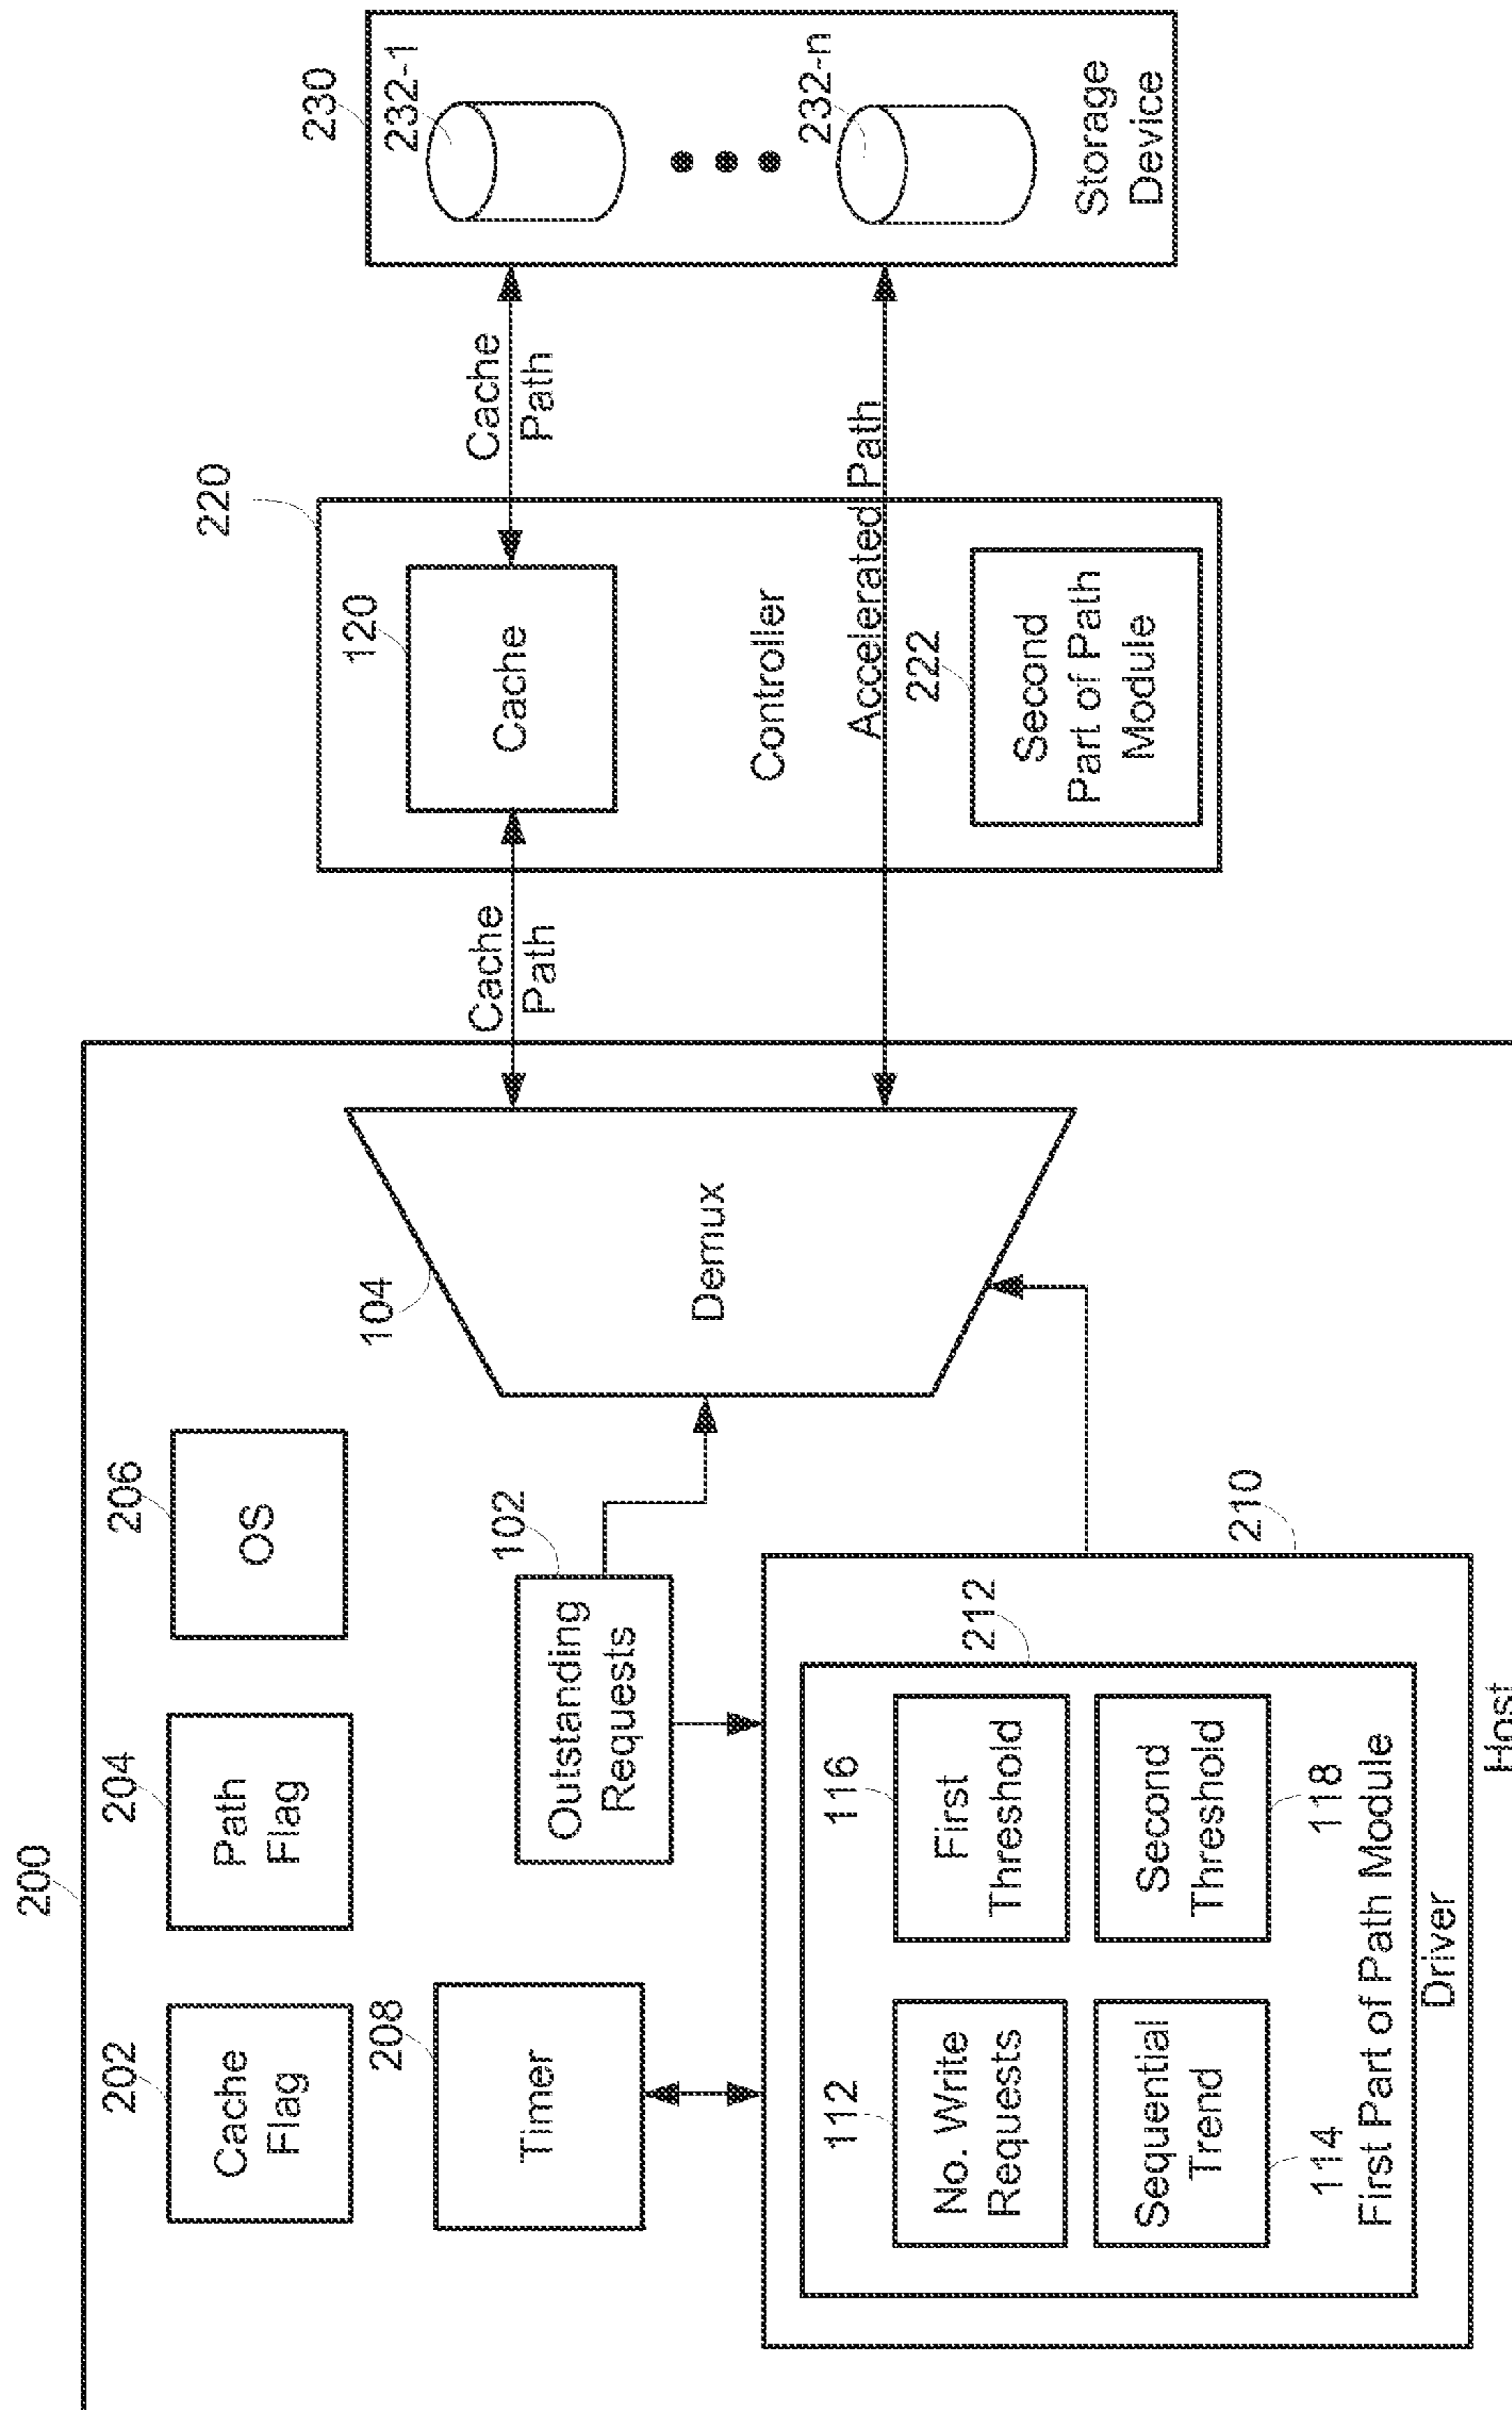 200
202
Cache
Flag
204
Path
Flag
206
OS
208
Timer
102
Outstanding
Requests
104
Demux
112
No. Write
Requests
116
First
Threshold
212
210
Sequential
Trend
114
Second
Threshold
118
First Part of Path Module
Driver
Host
Cache
Path
220
120
Cache
Controller
Accelerated Path
222
Second
Part of Path
Module
Cache
Path
230
232-1
232-n
Storage
Device